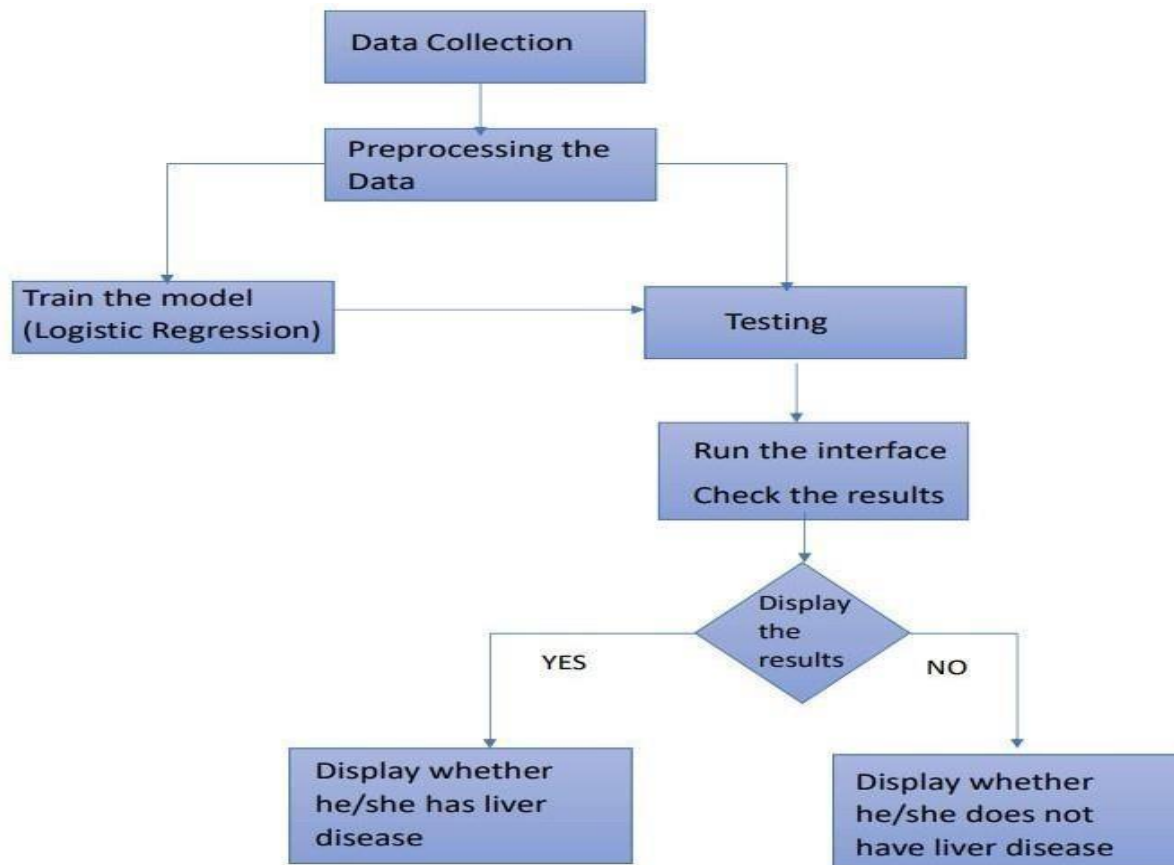 Data Collection
Preprocessing the
Data
Train the model
(Logistic Regression)
Testing
Run the interface
Check the results
Display
the
results
YES
NO
Display whether
he/she has liver
disease
Display whether
he/she does not
have liver disease